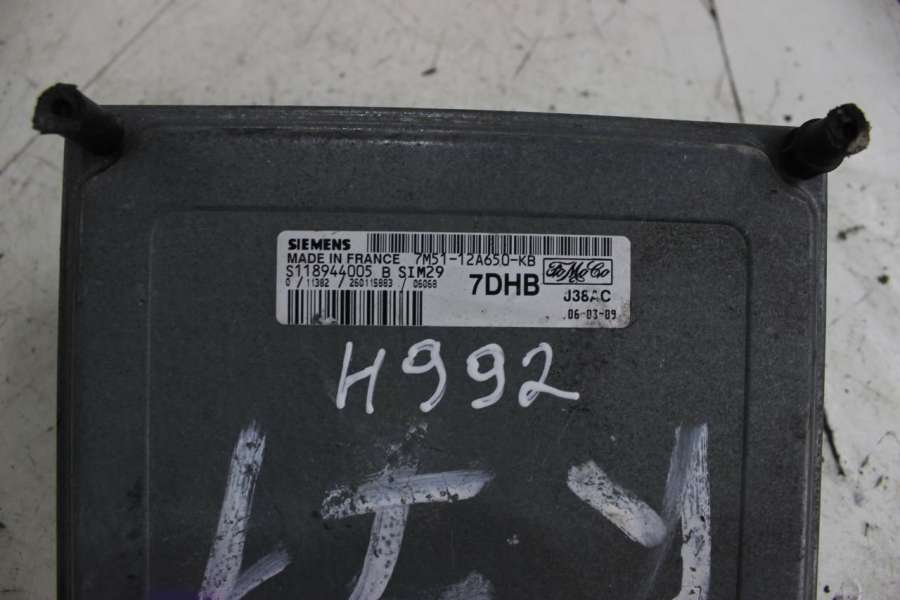 SIEMENS
MADE IN FRANCE 7M51-12A650-KB
S118944005 B SIM29
0 / 11382 / 260115883 / 06068
7DHB
FoMoCo
J38AC
06-03-09
H992